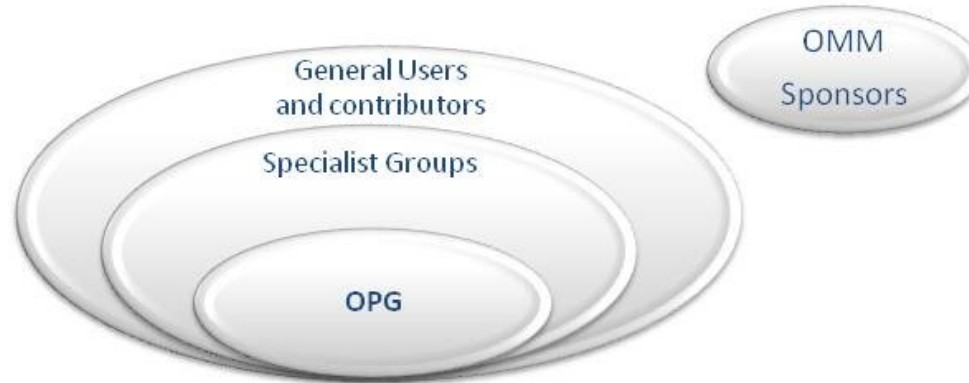 General Users
and contributors
Specialist Groups
OPG
OMM
Sponsors